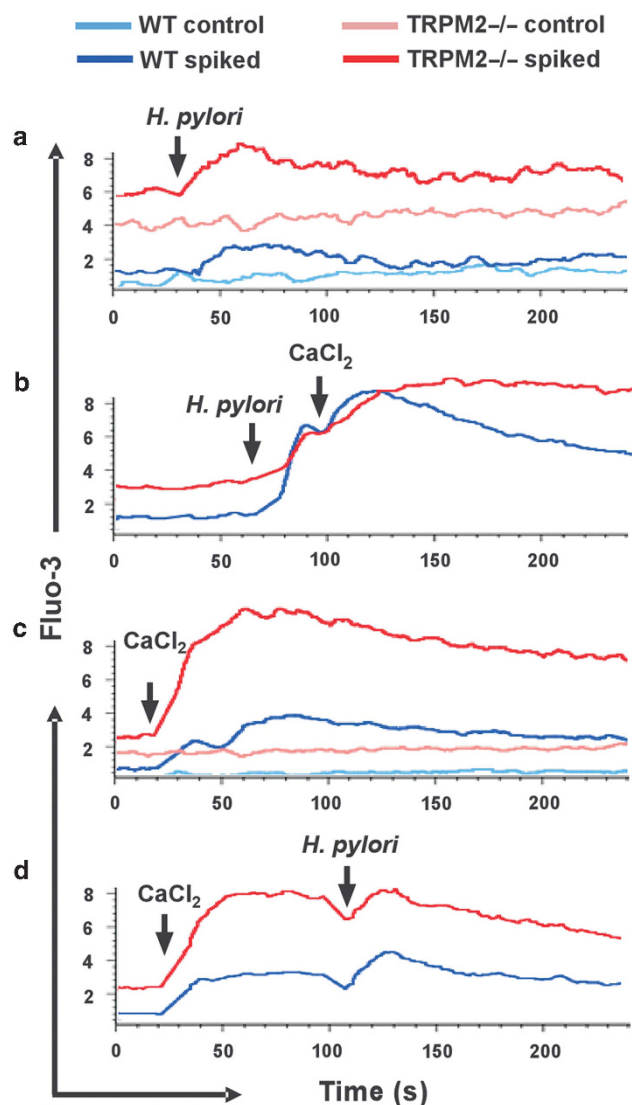 WT control TRPM2–/– control
WT spiked TRPM2–/– spiked
a
H. pylori
8
6
4
2
0 50 100 150 200
b
CaCl2
H. pylori
8
6
4
2
0 50 100 150 200
Fluo-3
c
CaCl2
8
6
4
2
0 50 100 150 200
d
H. pylori
CaCl2
8
6
4
2
0 50 100 150 200
Time (s)